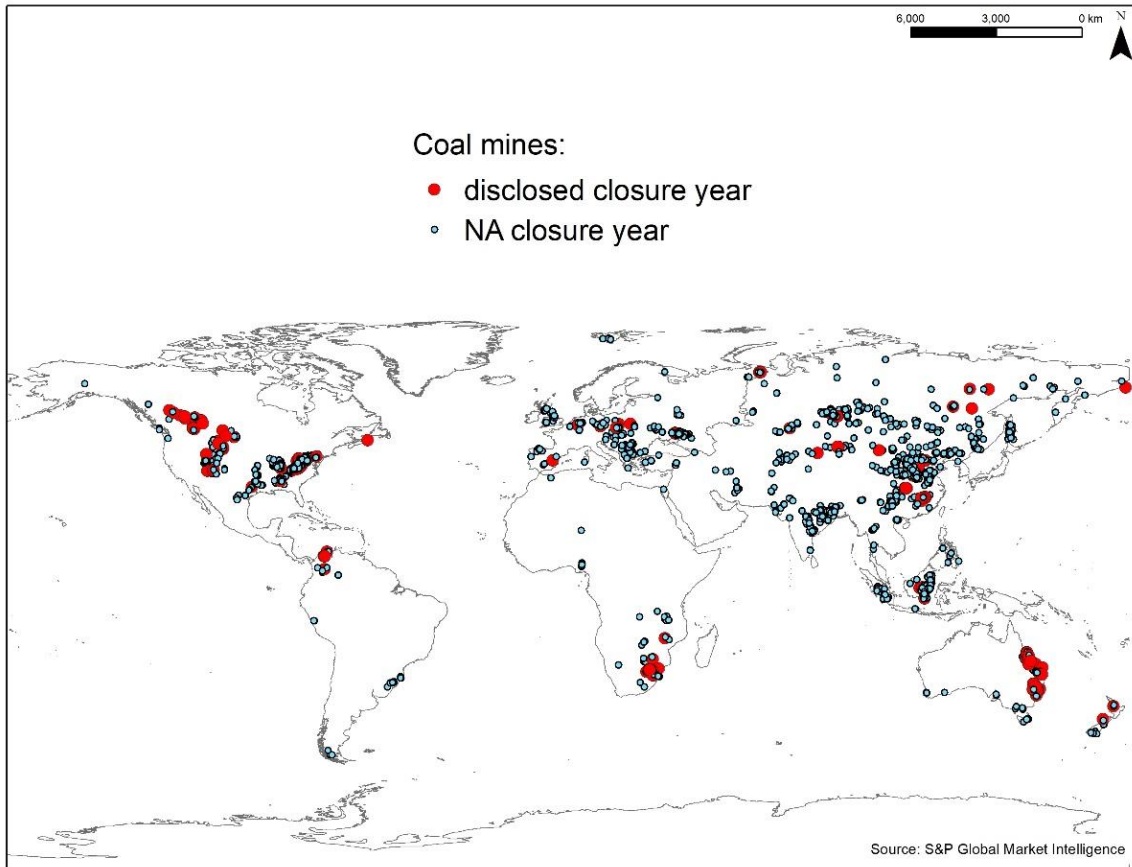 6,000 3,000 0 km
N
Coal mines:
disclosed closure year
NA closure year
Source: S&P Global Market Intelligence